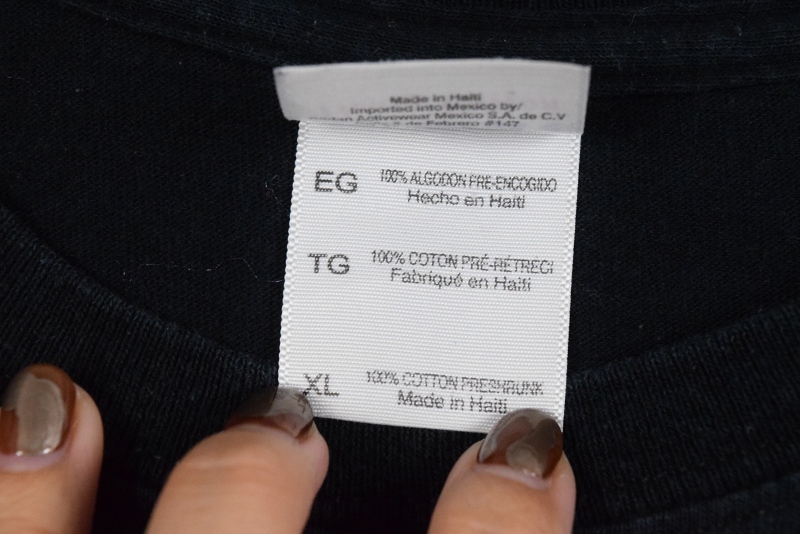 Made in Haiti
Imported into Mexico by/
Activewear Mexico S.A. de C.V
de Febrero #147
EG 100% ALGODON PRE-ENCOGIDO
Hecho en Haiti
TG 100% COTON PRÉ-RÉTRECI
Fabriqué en Haiti
XL 100% COTTON PRESHRUNK
Made in Haiti